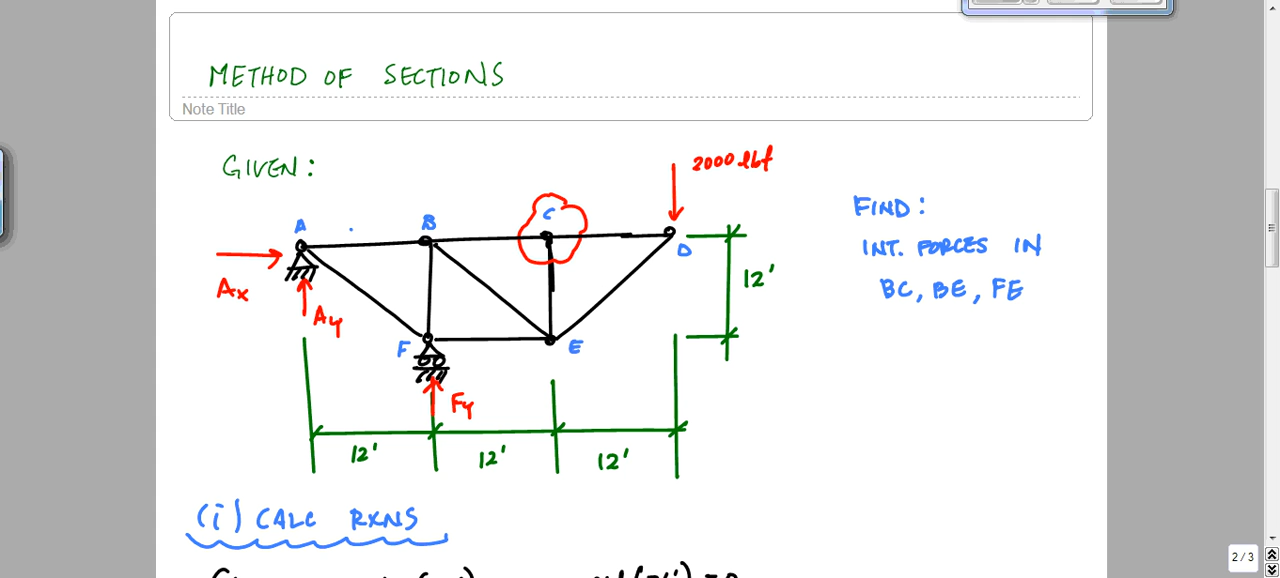 METHOD OF SECTIONS
Note Title
GIVEN:
2000 lbf
A
B
C
D
Ax
Ay
F
E
Fy
12'
12'
12'
12'
FIND:
INT. FORCES IN
BC, BE, FE
(i) CALC RXNS
2 / 3